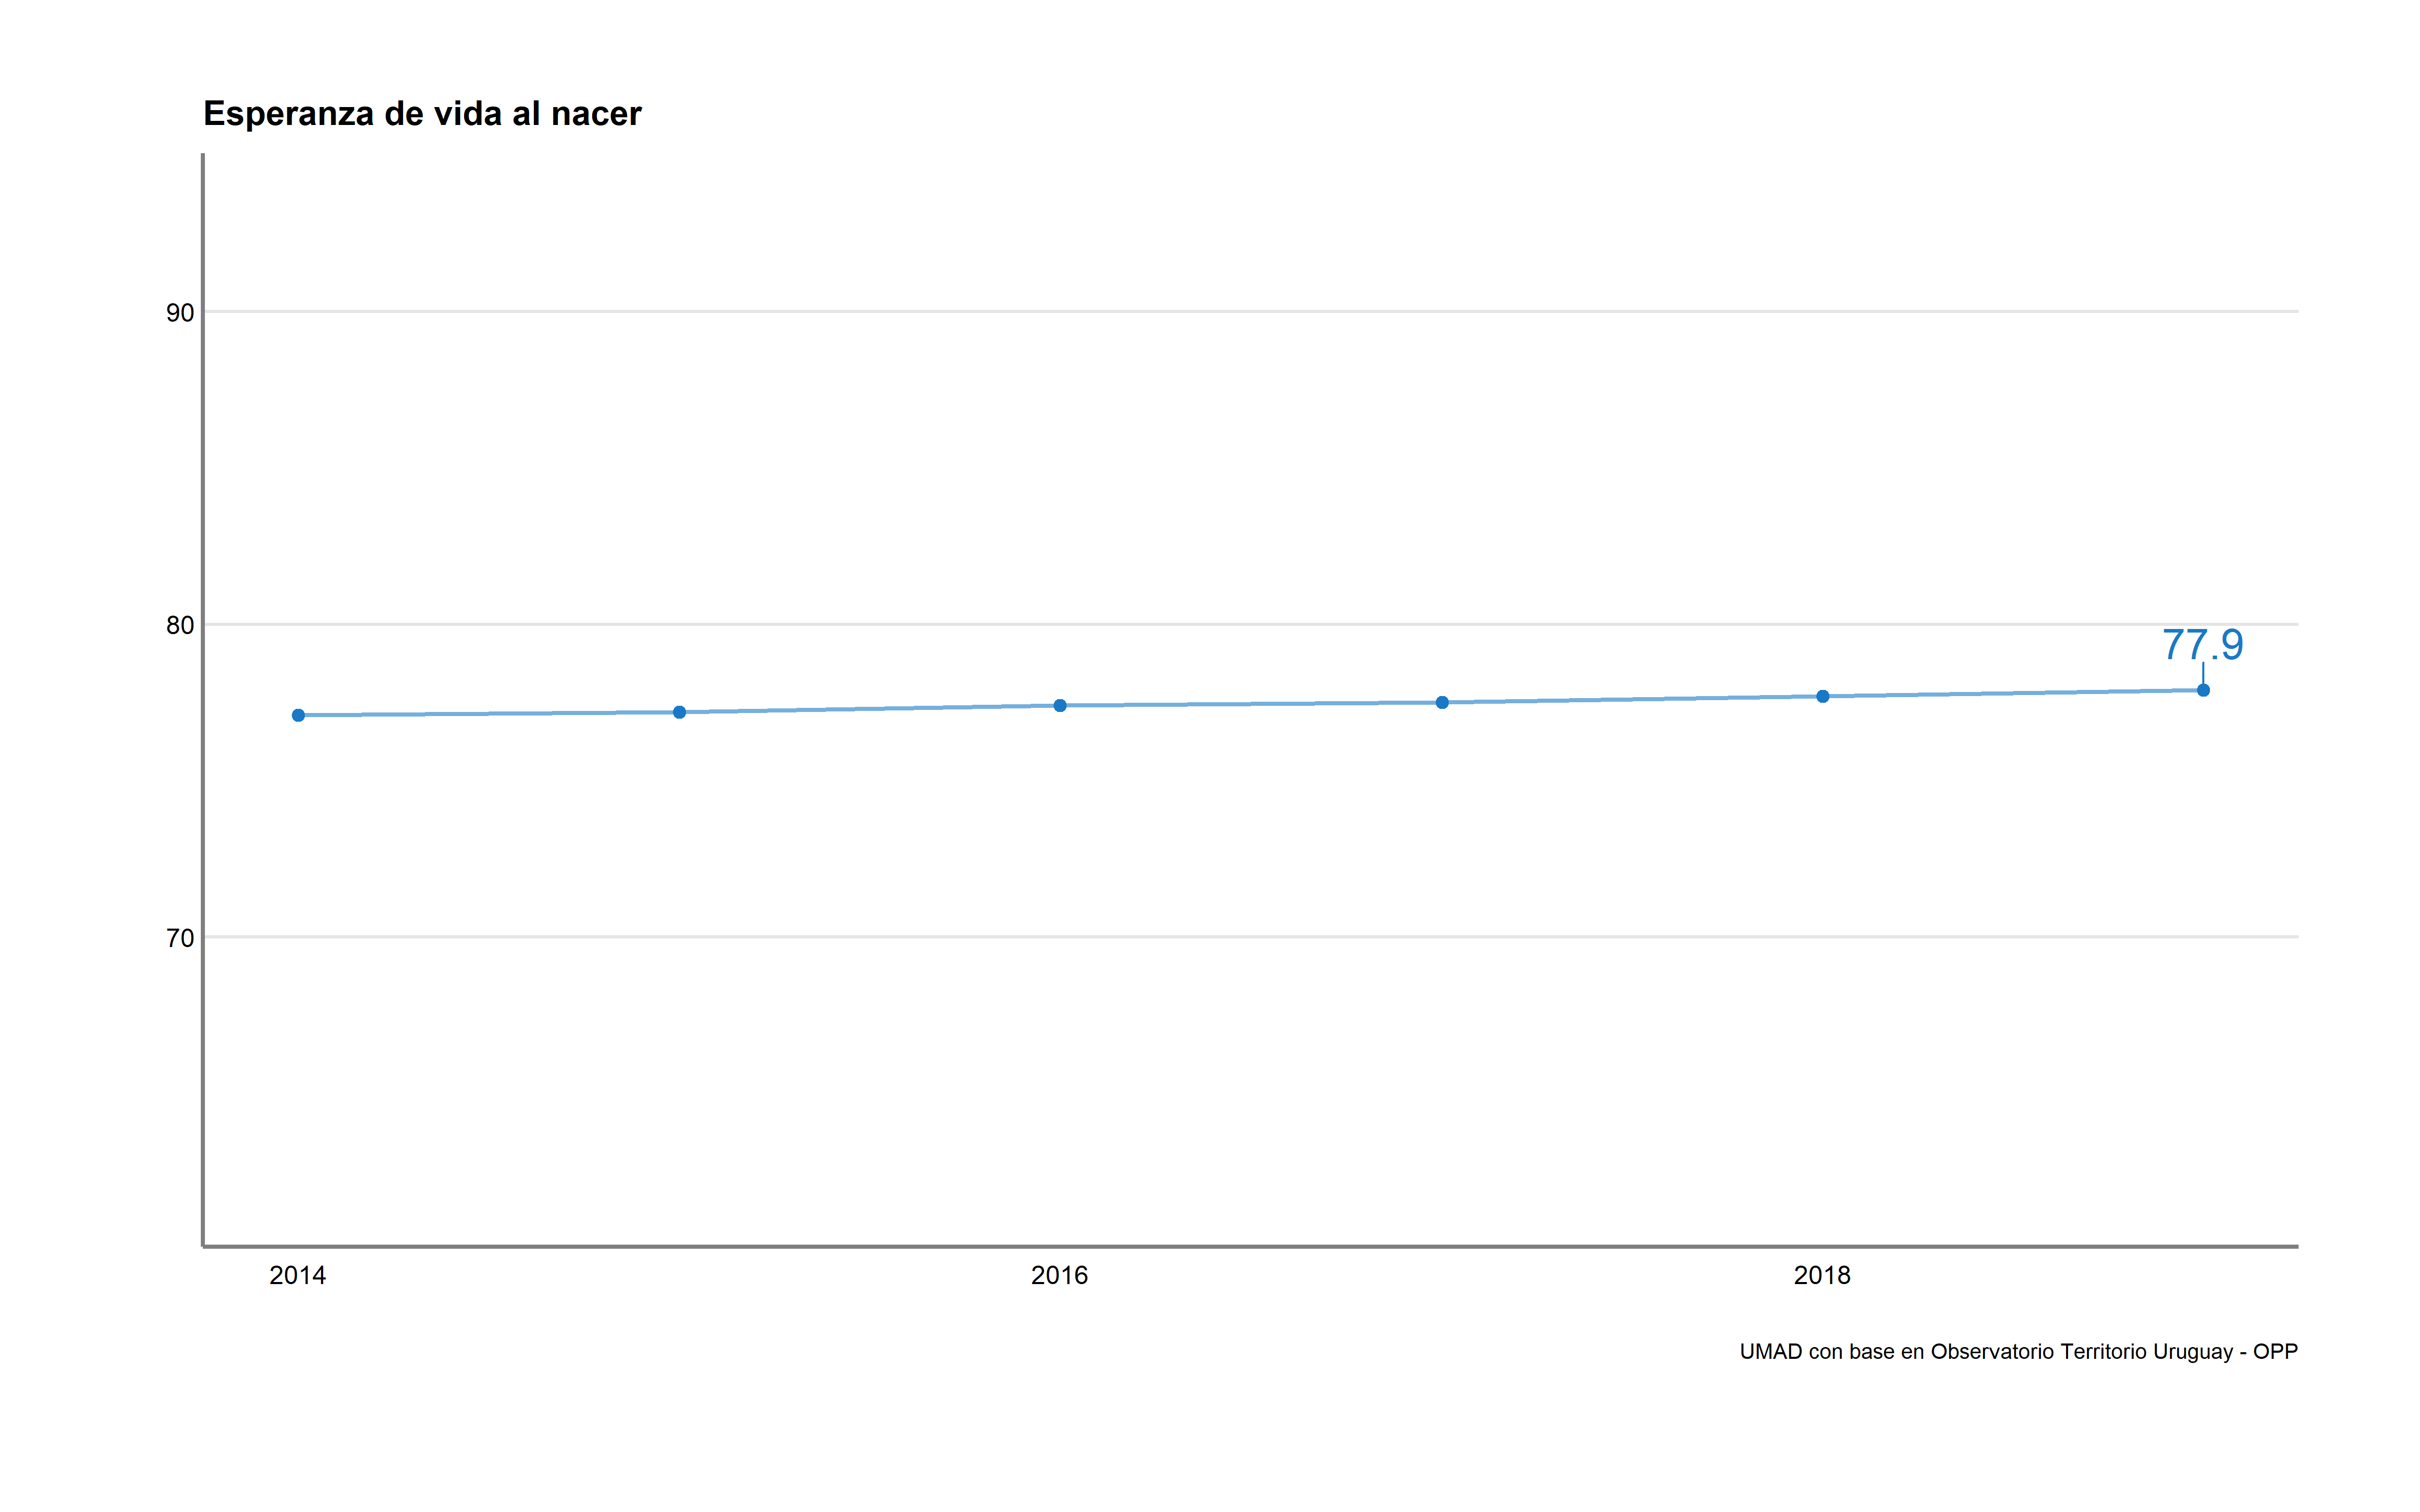 Esperanza de vida al nacer
90
80
77.9
70
2014 2016 2018
UMAD con base en Observatorio Territorio Uruguay - OPP